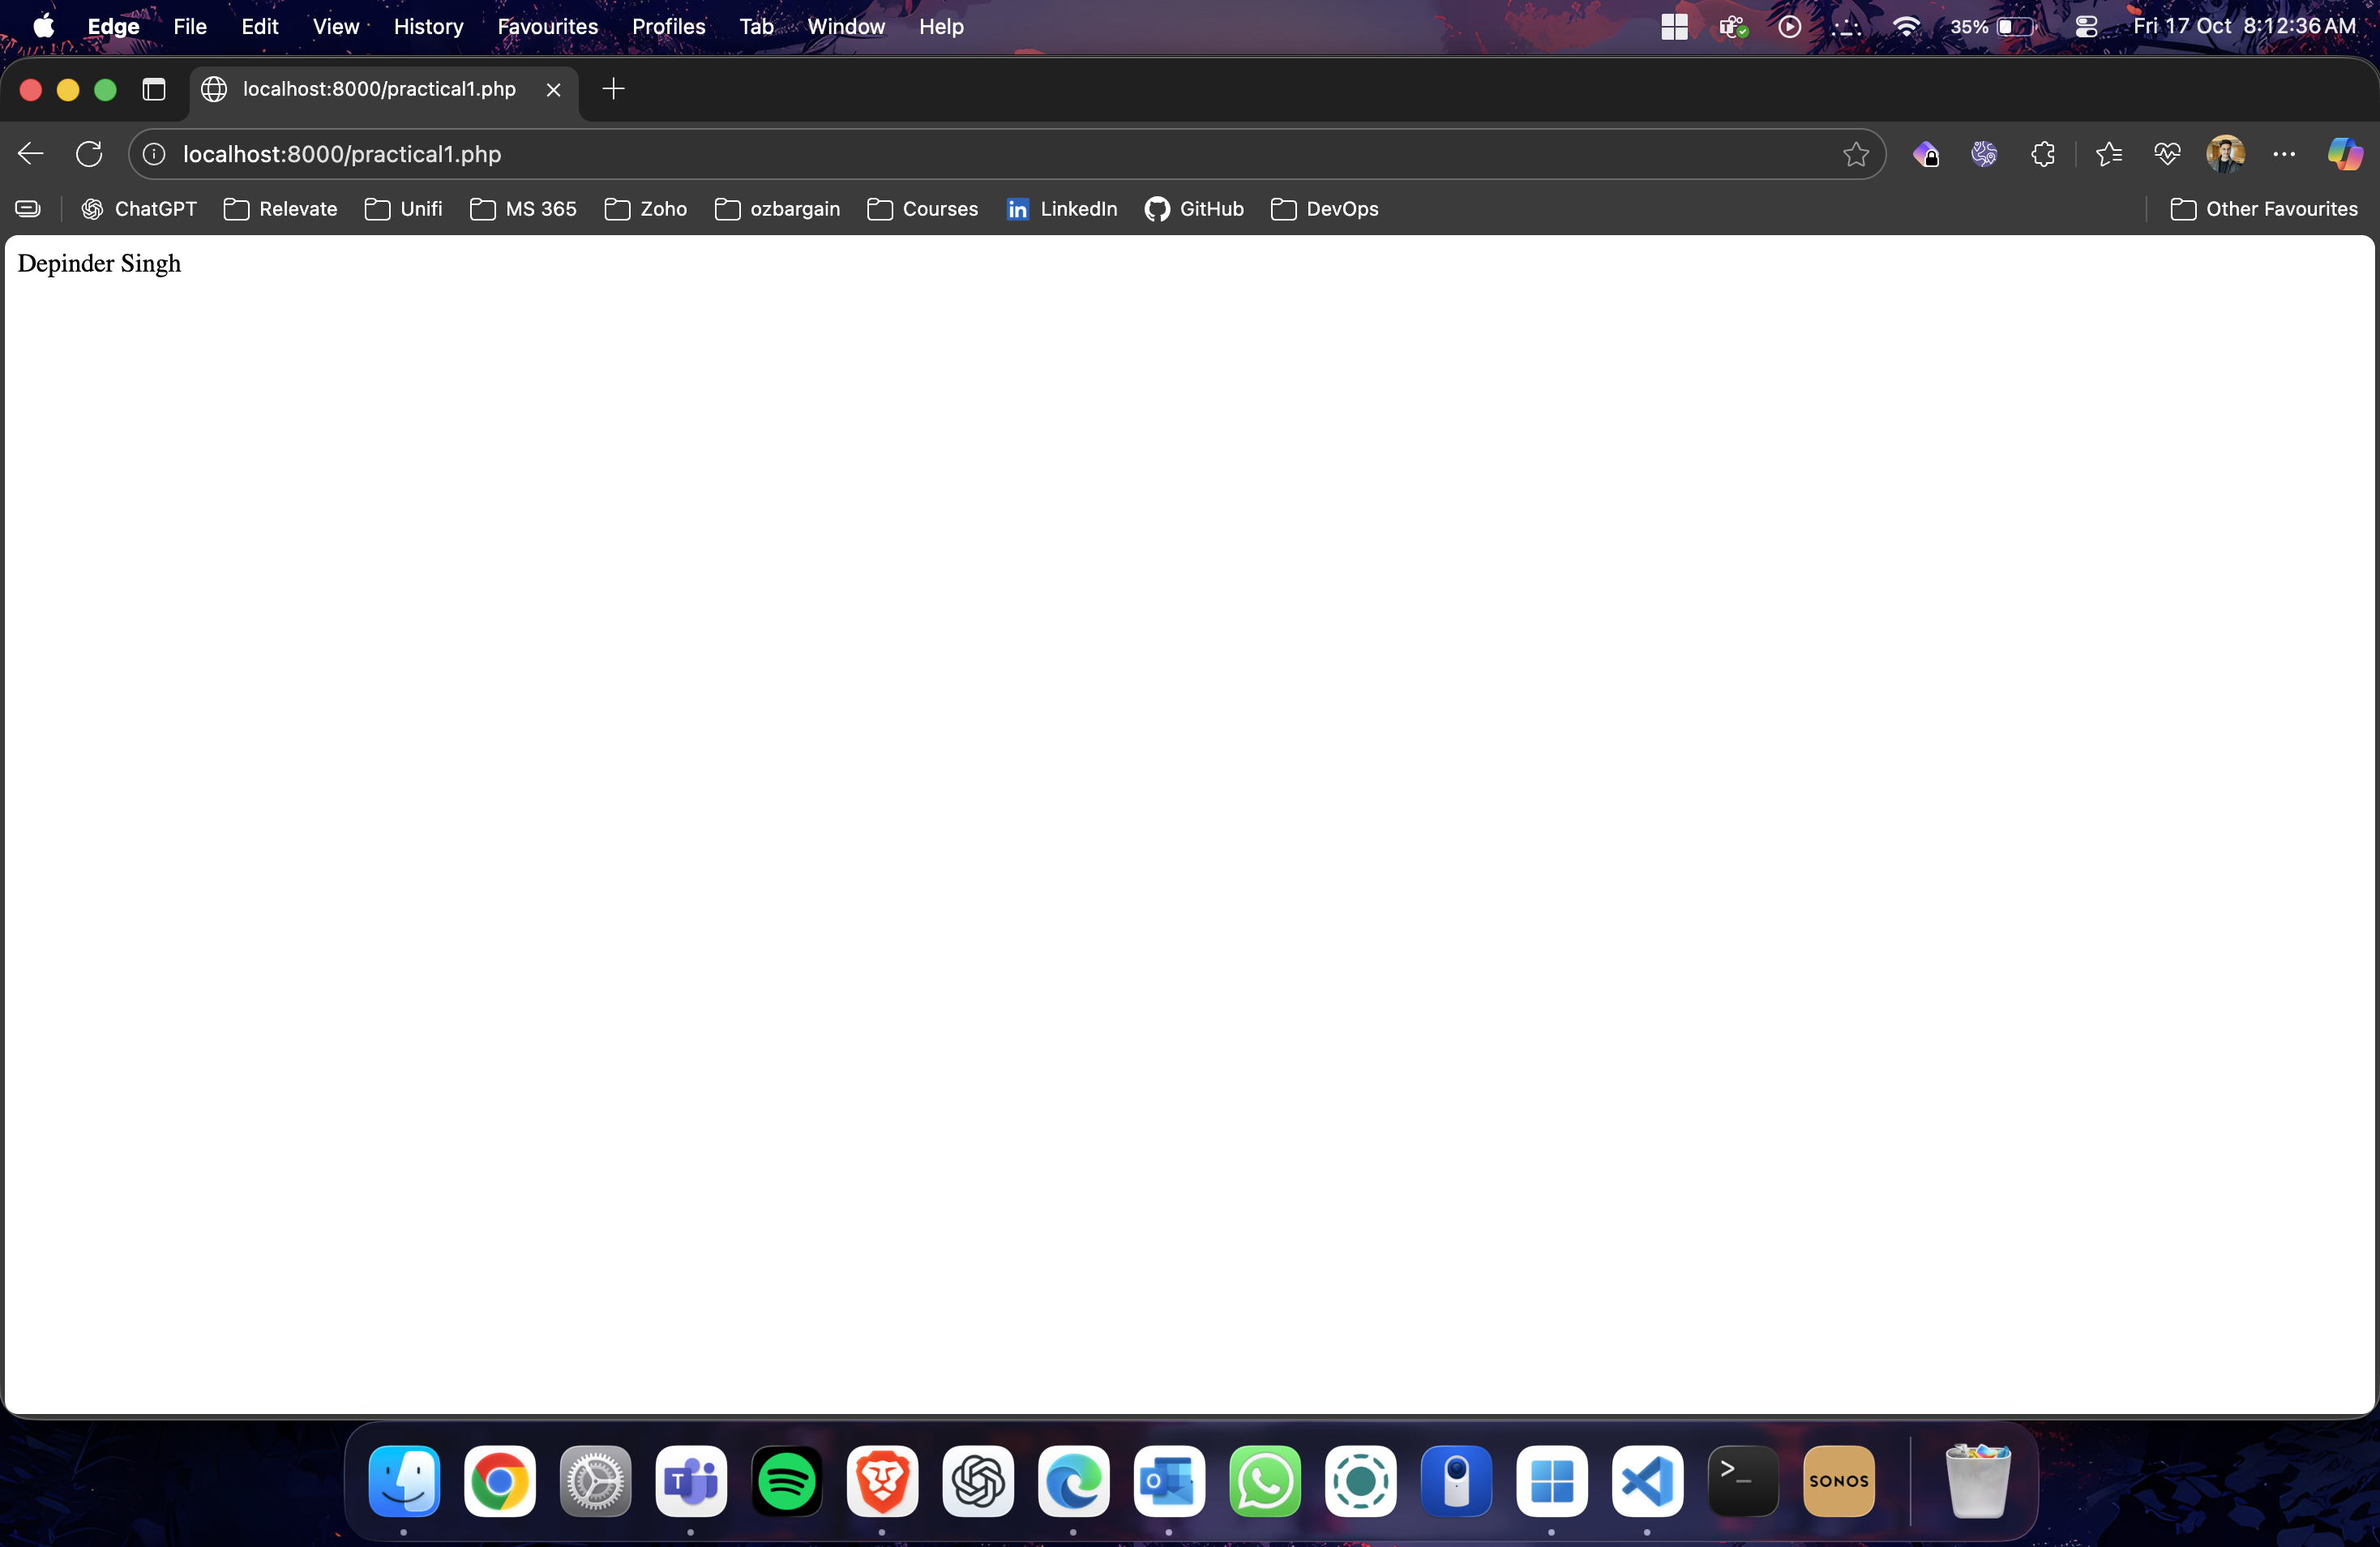 Edge File Edit View History Favourites Profiles Tab Window Help 35% Fri 17 Oct 8:12:36 AM
localhost:8000/practical1.php
localhost:8000/practical1.php
ChatGPT Relevate Unifi MS 365 Zoho ozbargain Courses LinkedIn GitHub DevOps Other Favourites
Depinder Singh
SONOS